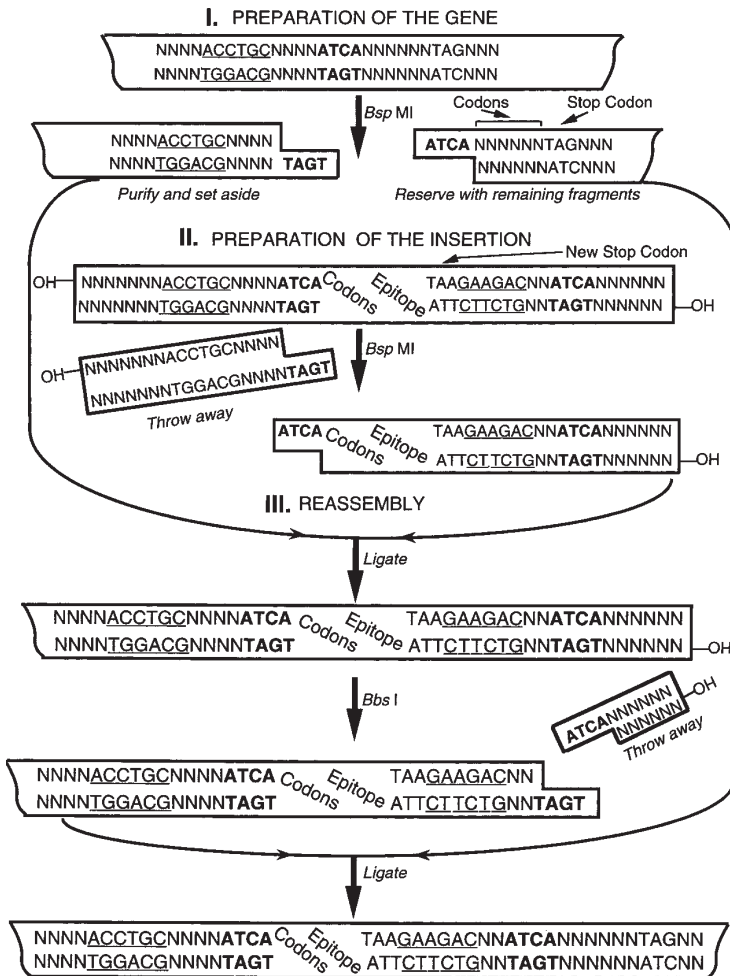 I. PREPARATION OF THE GENE
NNNNACCTGCNNNNATCANNNNNNTAGNNN
NNNNTGGACGNNNNTAGTNNNNNNATCNNN
Bsp MI
Codons
Stop Codon
NNNNACCTGCNNNN
NNNNTGGACGNNNN TAGT
ATCA NNNNNNTAGNNN
NNNNNNATCNNN
Purify and set aside
Reserve with remaining fragments
II. PREPARATION OF THE INSERTION
New Stop Codon
OH
NNNNNNNACCTGCNNNNATCA Codons Epitope TAAGAAGACNNATCANNNNNN
NNNNNNNTGGACGNNNNTAGT ATTCTTCTGNNTAGTNNNNNN
OH
Bsp MI
OH
NNNNNNNACCTGCNNNN
NNNNNNNTGGACGNNNNTAGT
Throw away
ATCA Codons Epitope TAAGAAGACNNATCANNNNNN
ATTCTTCTGNNTAGTNNNNNN
OH
III. REASSEMBLY
Ligate
NNNNACCTGCNNNNATCA Codons Epitope TAAGAAGACNNATCANNNNNN
NNNNTGGACGNNNNTAGT ATTCTTCTGNNTAGTNNNNNN
OH
Bbs I
OH
ATCANNNNNN
NNNNNN
Throw away
NNNNACCTGCNNNNATCA Codons Epitope TAAGAAGACNN
NNNNTGGACGNNNNTAGT ATTCTTCTGNNTAGT
Ligate
NNNNACCTGCNNNNATCA Codons Epitope TAAGAAGACNNATCANNNNNNTAGNN
NNNNTGGACGNNNNTAGT ATTCTTCTGNNTAGTNNNNNNATCNN